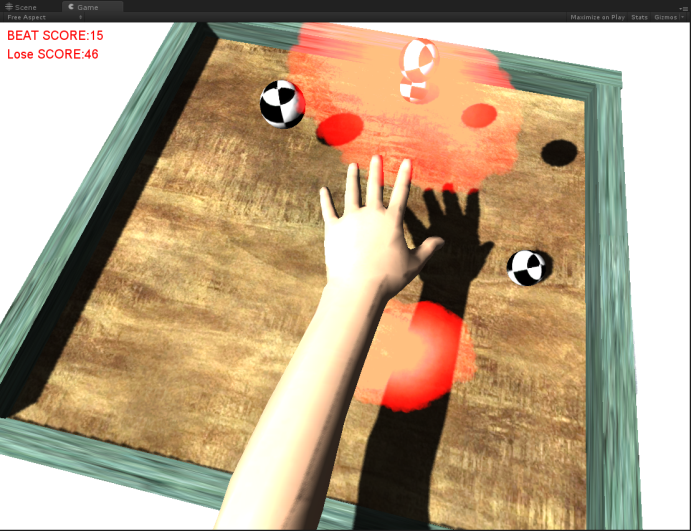 Scene
Game
Free Aspect
Maximize on Play
Stats
Gizmos
BEAT SCORE:15
Lose SCORE:46